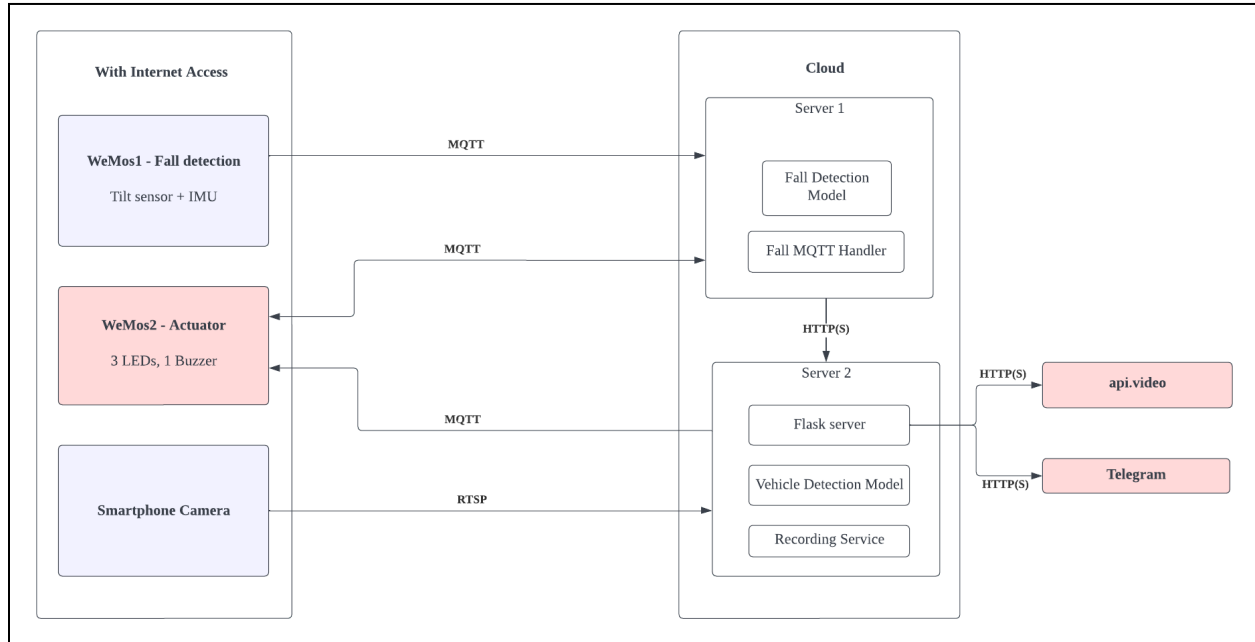 With Internet Access
WeMos1 - Fall detection
Tilt sensor + IMU
WeMos2 - Actuator
3 LEDs, 1 Buzzer
Smartphone Camera
MQTT
MQTT
MQTT
RTSP
Cloud
Server 1
Fall Detection
Model
Fall MQTT Handler
HTTP(S)
Server 2
Flask server
Vehicle Detection Model
Recording Service
HTTP(S)
api.video
HTTP(S)
Telegram